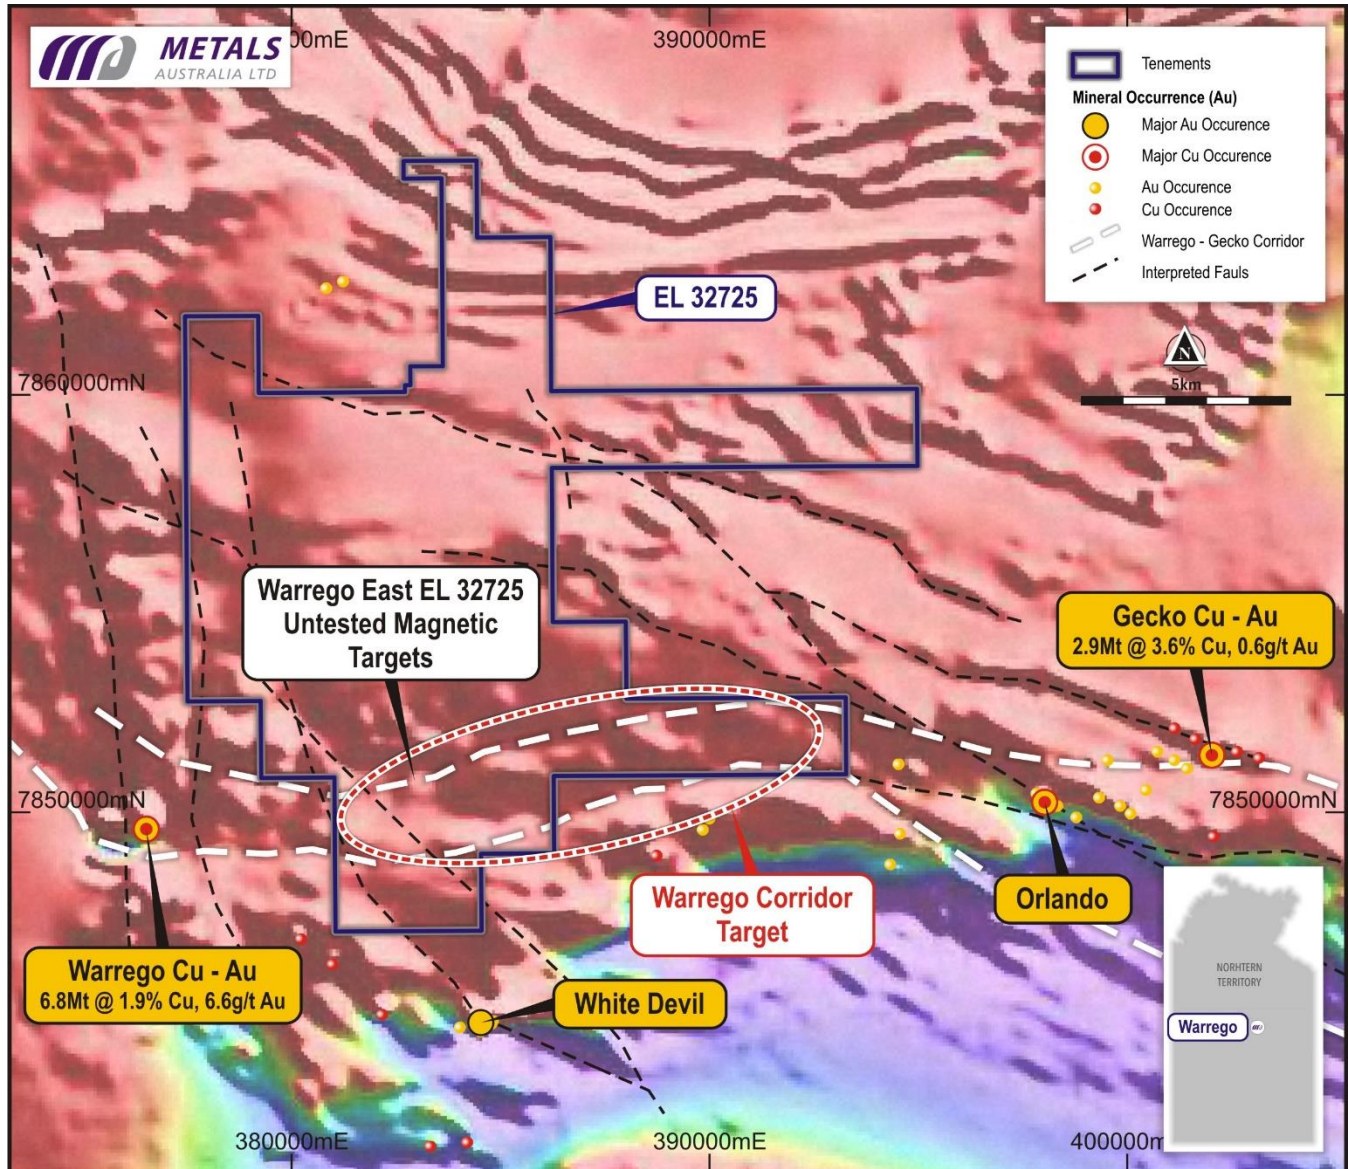 METALS
AUSTRALIA LTD
00mE
390000mE
Tenements
Mineral Occurrence (Au)
Major Au Occurence
Major Cu Occurence
Au Occurence
Cu Occurence
Warrego - Gecko Corridor
Interpreted Fauls
EL 32725
N
5km
7860000mN
Warrego East EL 32725
Untested Magnetic
Targets
Gecko Cu - Au
2.9Mt @ 3.6% Cu, 0.6g/t Au
7850000mN
7850000mN
Warrego Corridor
Target
Orlando
Warrego Cu - Au
6.8Mt @ 1.9% Cu, 6.6g/t Au
White Devil
NORHTERN
TERRITORY
Warrego
380000mE
390000mE
400000m